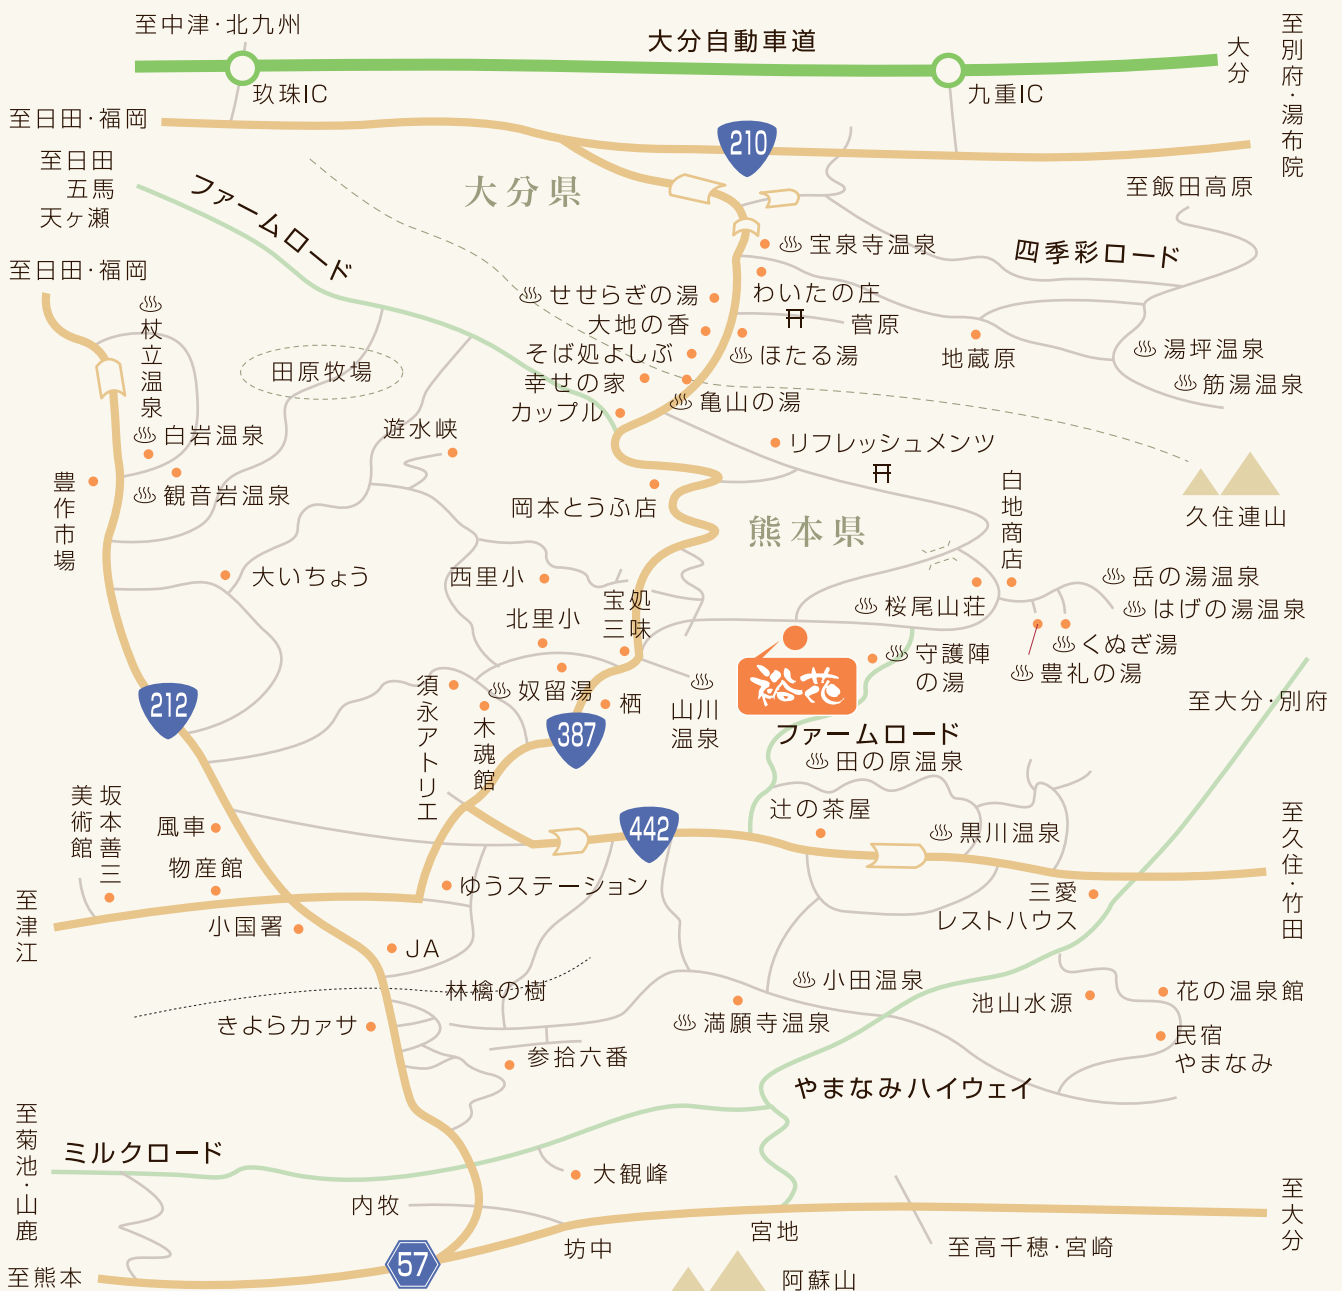 至中津・北九州
大分自動車道
大分
至別府・湯布院
玖珠IC
九重IC
至日田・福岡
210
至日田
五馬
天ヶ瀬
ファームロード
大分県
至飯田高原
宝泉寺温泉
四季彩ロード
至日田・福岡
わいたの庄
せせらぎの湯
大地の香
菅原
杖立温泉
そば処よしぶ
ほたる湯
地蔵原
湯坪温泉
田原牧場
幸せの家
筋湯温泉
カップル
亀山の湯
白岩温泉
遊水峡
リフレッシュメンツ
豊作市場
観音岩温泉
岡本とうふ店
白地商店
久住連山
熊本県
大いちょう
西里小
岳の湯温泉
宝処三味
桜尾山荘
はげの湯温泉
北里小
くぬぎ湯
守護陣
の湯
豊礼の湯
裕花
須永アトリエ
奴留湯
栖
山川
温泉
至大分・別府
212
木魂館
387
ファームロード
田の原温泉
坂本善三
美術館
風車
442
辻の茶屋
黒川温泉
至久住・竹田
物産館
ゆうステーション
三愛
レストハウス
至津江
小国署
JA
林檎の樹
小田温泉
池山水源
花の温泉館
きよらカァサ
満願寺温泉
民宿
やまなみ
参拾六番
やまなみハイウェイ
至菊池・山鹿
ミルクロード
大観峰
内牧
至大分
坊中
宮地
至高千穂・宮崎
57
至熊本
阿蘇山